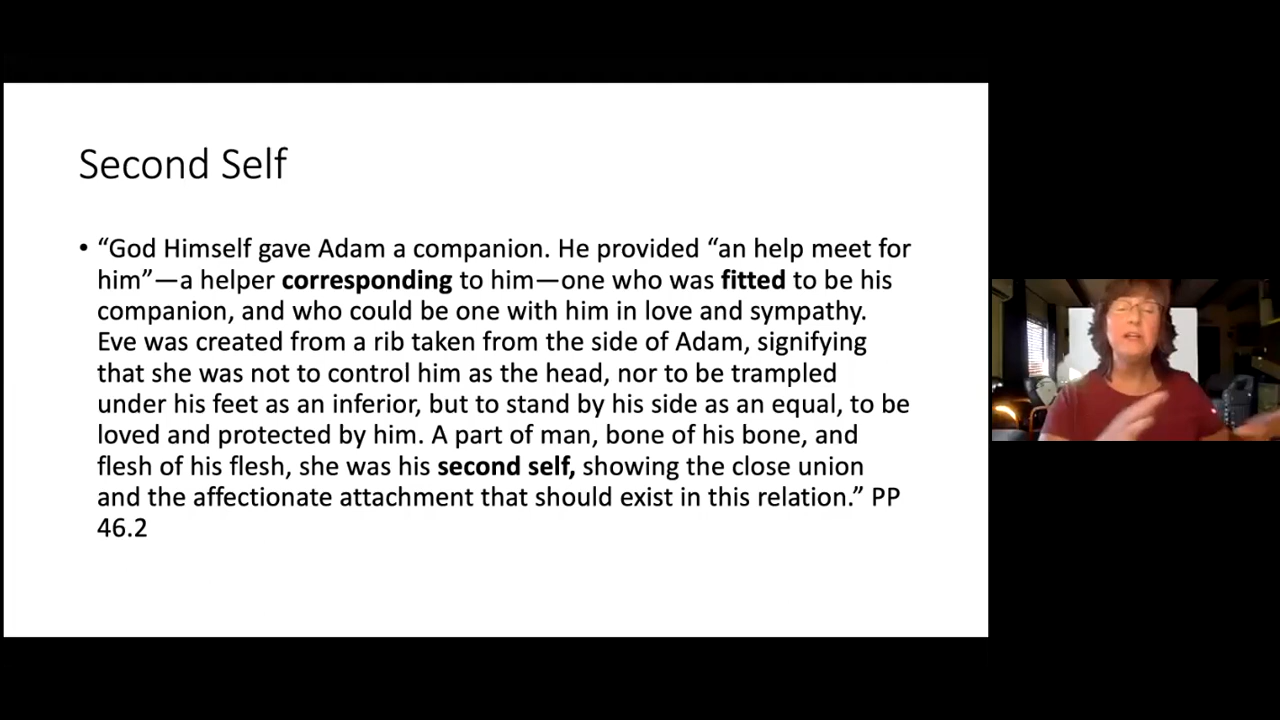 Second Self
• “God Himself gave Adam a companion. He provided “an help meet for
him”—a helper corresponding to him—one who was fitted to be his
companion, and who could be one with him in love and sympathy.
Eve was created from a rib taken from the side of Adam, signifying
that she was not to control him as the head, nor to be trampled
under his feet as an inferior, but to stand by his side as an equal, to be
loved and protected by him. A part of man, bone of his bone, and
flesh of his flesh, she was his second self, showing the close union
and the affectionate attachment that should exist in this relation.” PP
46.2